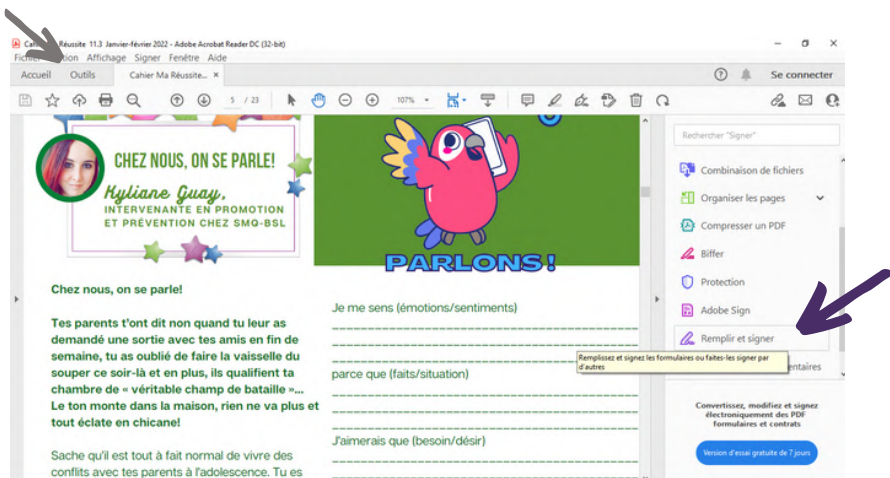 Réussite 11.3 Janvier-février 2022 - Adobe Acrobat Reader DC (32-bit)
Affichage Signer Fenêtre Aide
Accueil Outils Cahier Ma Réussite... × Se connecter
5 / 23 107%
CHEZ NOUS, ON SE PARLE!
Kyliane Guay,
INTERVENANTE EN PROMOTION
ET PRÉVENTION CHEZ SMQ-BSL
PARLONS!
Chez nous, on se parle!
Tes parents t'ont dit non quand tu leur as
demandé une sortie avec tes amis en fin de
semaine, tu as oublié de faire la vaisselle du
souper ce soir-là et en plus, ils qualifient ta
chambre de « véritable champ de bataille »...
Le ton monte dans la maison, rien ne va plus et
tout éclate en chicane!
Sache qu'il est tout à fait normal de vivre des
conflits avec tes parents à l'adolescence. Tu es
Je me sens (émotions/sentiments)
parce que (faits/situation)
J'aimerais que (besoin/désir)
Rechercher "Signer"
Combinaison de fichiers
Organiser les pages
Compresser un PDF
Biffer
Protection
Adobe Sign
Remplir et signer
Remplissez et signez les formulaires ou faites-les signer par
d'autres
entaires
Convertissez, modifiez et signez
électroniquement des PDF
formulaires et contrats
Version d'essai gratuite de 7 jours